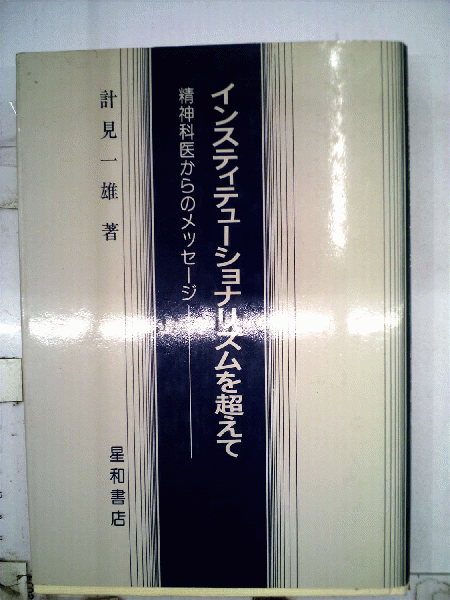 インスティテューショナリズムを超えて
精神科医からのメッセージ
計見一雄 著
星和書店